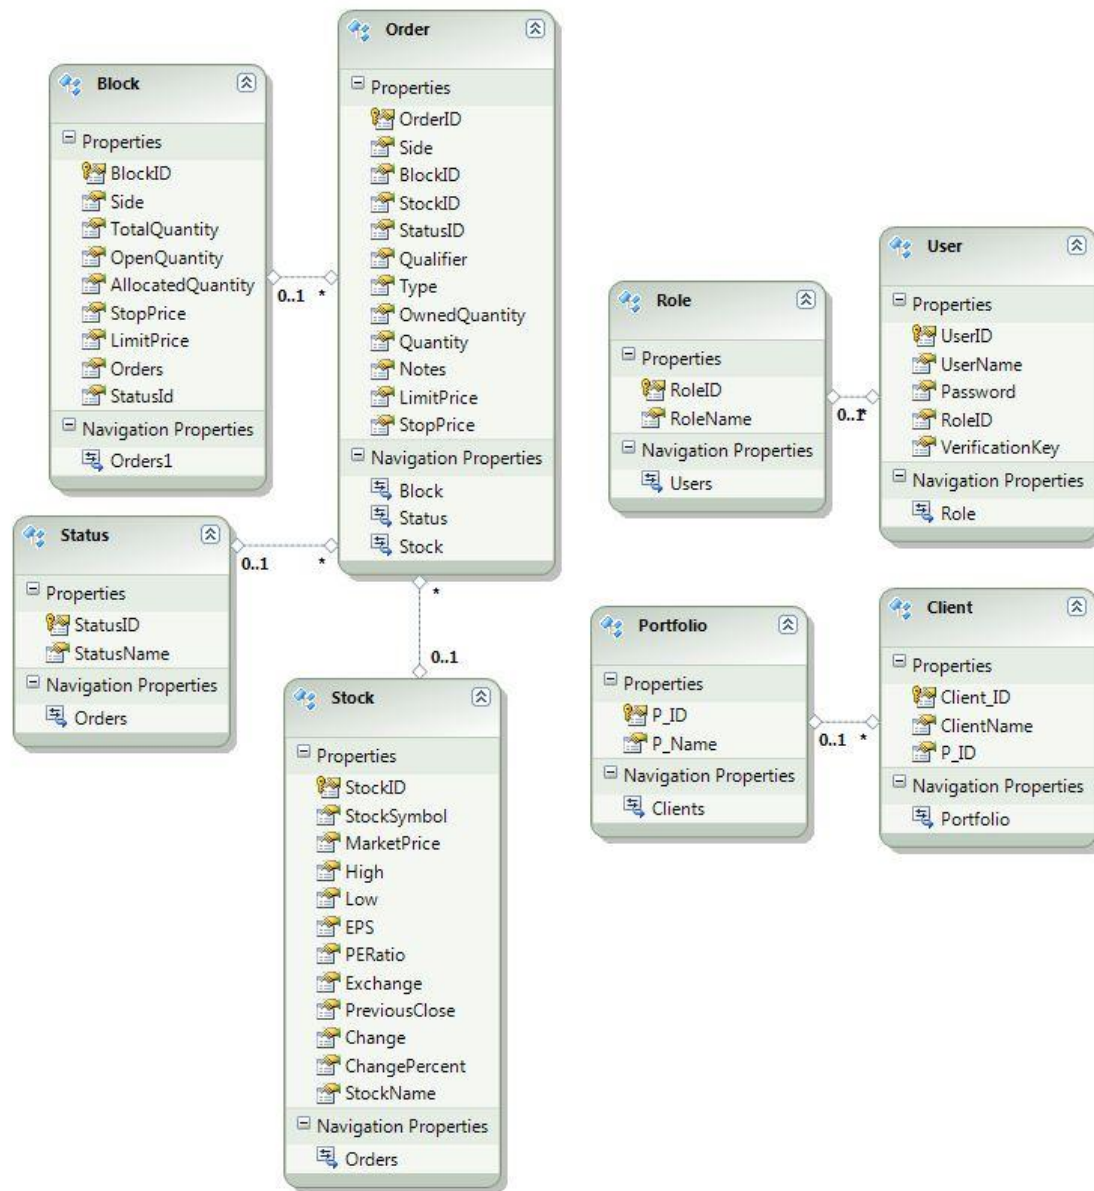 Order
Properties
OrderID
Side
BlockID
StockID
StatusID
Qualifier
Type
OwnedQuantity
Quantity
Notes
LimitPrice
StopPrice
Navigation Properties
Block
Status
Stock
Block
Properties
BlockID
Side
TotalQuantity
OpenQuantity
AllocatedQuantity
StopPrice
LimitPrice
Orders
StatusId
Navigation Properties
Orders1
0..1 *
Status
Properties
StatusID
StatusName
Navigation Properties
Orders
0..1 *
*
0..1
Stock
Properties
StockID
StockSymbol
MarketPrice
High
Low
EPS
PERatio
Exchange
PreviousClose
Change
ChangePercent
StockName
Navigation Properties
Orders
Role
Properties
RoleID
RoleName
Navigation Properties
Users
0..1 *
User
Properties
UserID
UserName
Password
RoleID
VerificationKey
Navigation Properties
Role
Portfolio
Properties
P_ID
P_Name
Navigation Properties
Clients
0..1 *
Client
Properties
Client_ID
ClientName
P_ID
Navigation Properties
Portfolio